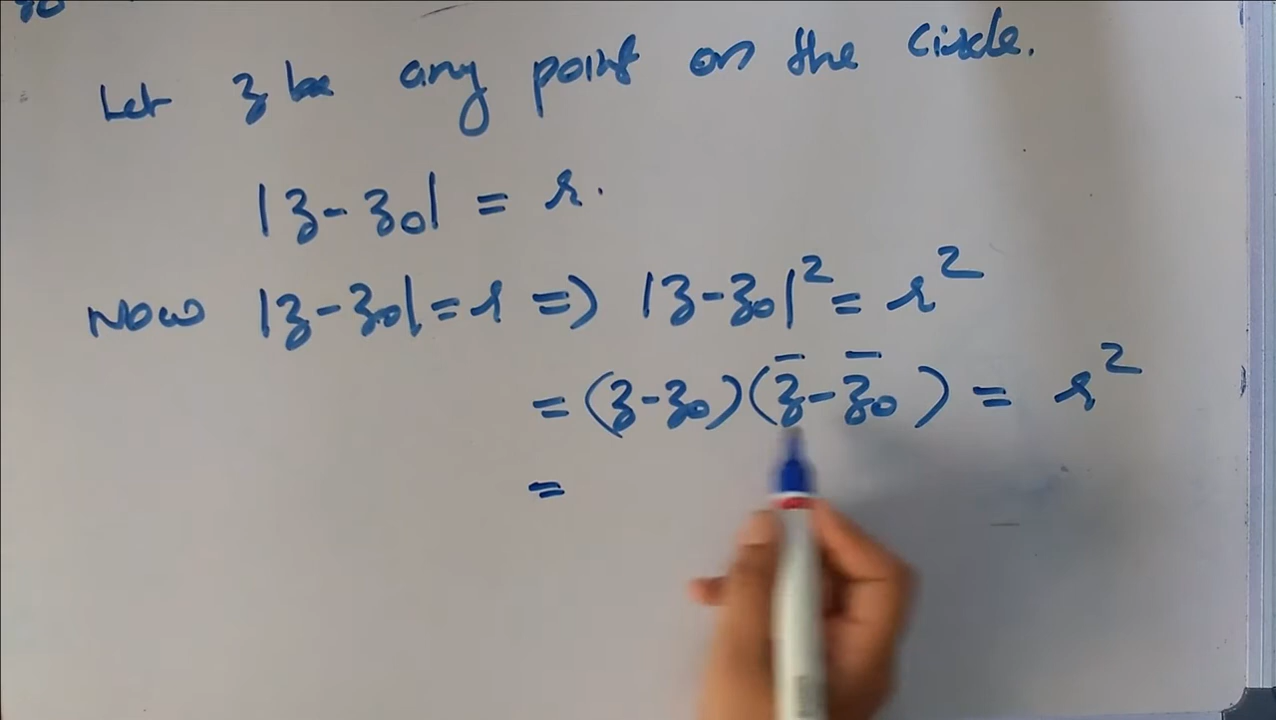 Let z be any point on the circle.
|z - z₀| = r.
Now |z - z₀| = r => |z - z₀|² = r²
= (z - z₀)(z̄ - z̄₀) = r²
=